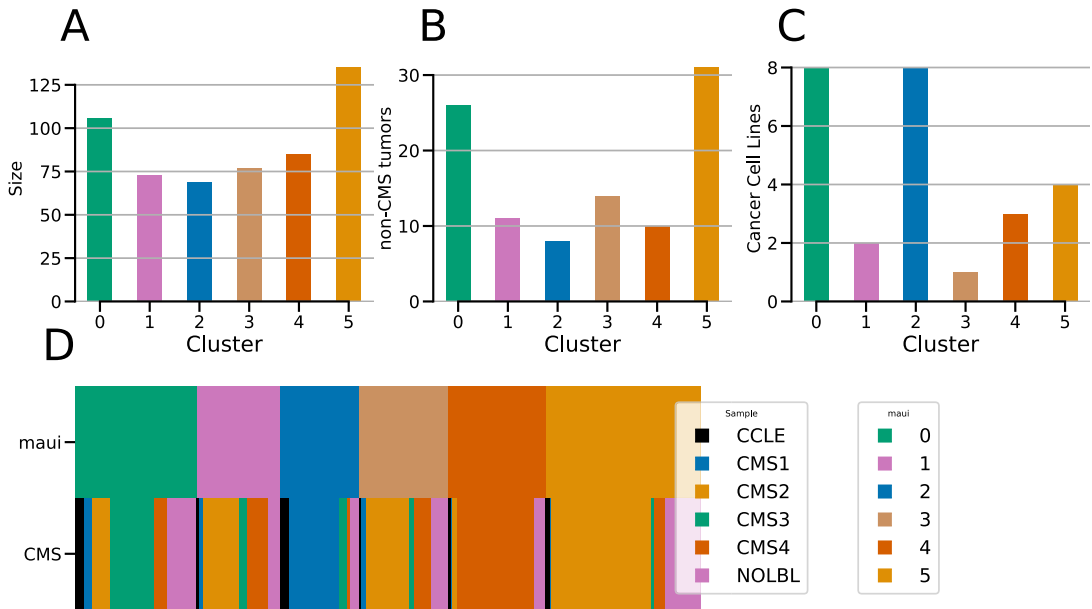 A
B
C
Size
125
100
75
50
25
0
0 1 2 3 4 5
Cluster
non-CMS tumors
30
20
10
0
0 1 2 3 4 5
Cluster
Cancer Cell Lines
8
6
4
2
0
0 1 2 3 4 5
Cluster
D
maui
CMS
Sample
CCLE
CMS1
CMS2
CMS3
CMS4
NOLBL
maui
0
1
2
3
4
5